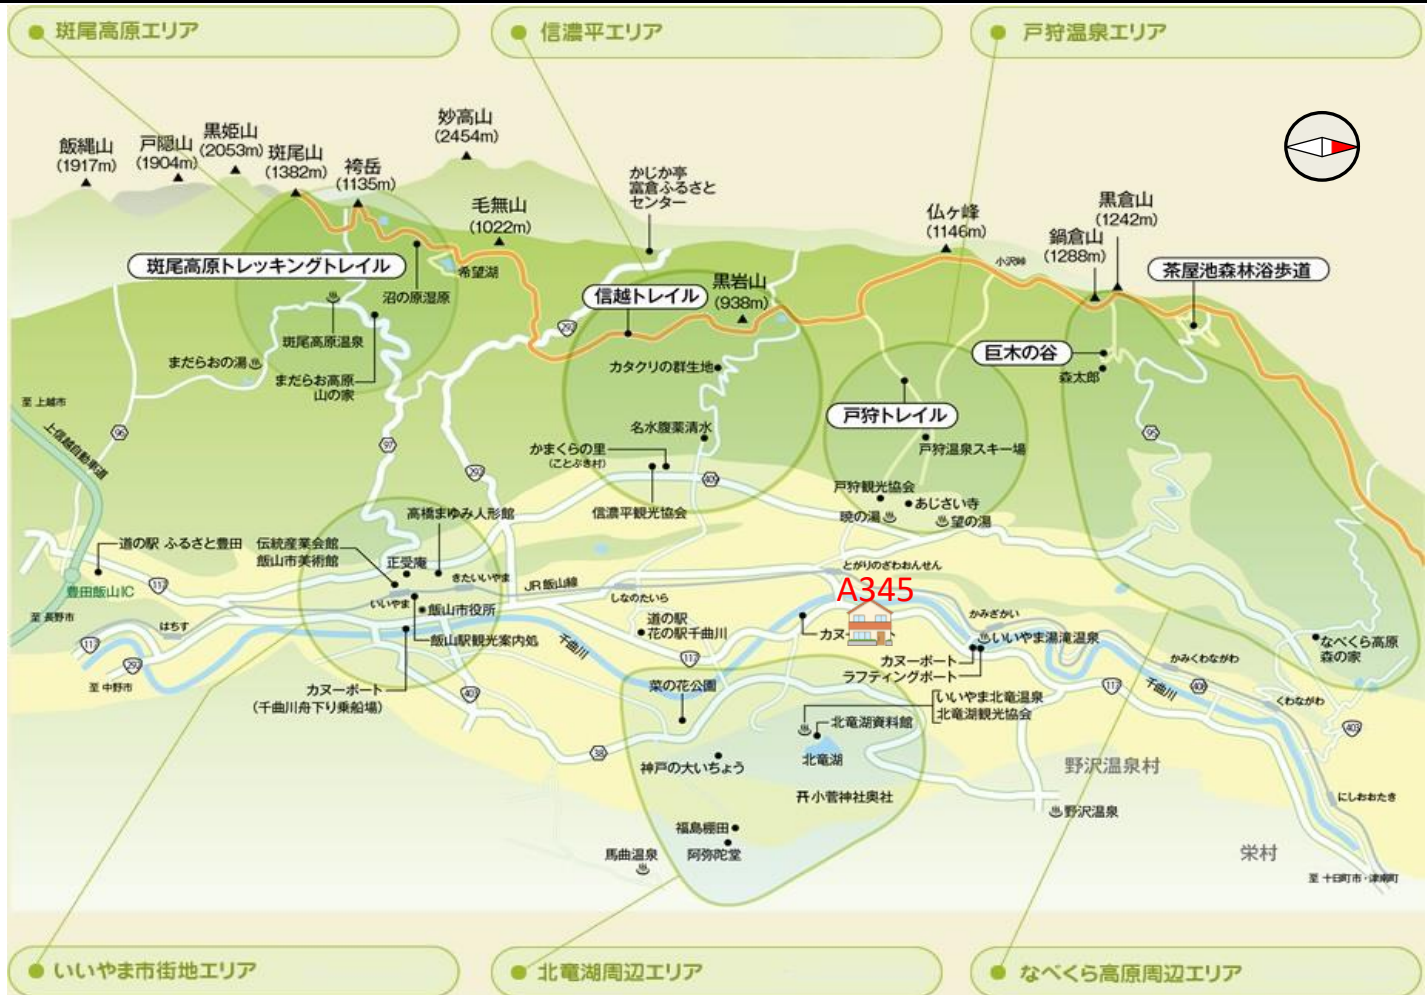 斑尾高原エリア
信濃平エリア
戸狩温泉エリア
飯縄山
(1917m)
戸隠山
(1904m)
黒姫山
(2053m)
斑尾山
(1382m)
袴岳
(1135m)
妙高山
(2454m)
毛無山
(1022m)
かじか亭
富倉ふるさと
センター
仏ヶ峰
(1146m)
小沢峠
黒倉山
(1242m)
鍋倉山
(1288m)
茶屋池森林浴歩道
斑尾高原トレッキングトレイル
希望湖
沼の原湿原
信越トレイル
黒岩山
(938m)
292
斑尾高原温泉
まだらおの湯
まだらお高原
山の家
カタクリの群生地
巨木の谷
森太郎
戸狩トレイル
戸狩温泉スキー場
至 上越市
上信越自動車道
96
97
292
95
名水腹薬清水
かまくらの里
(ことぶき村)
409
信濃平観光協会
戸狩観光協会
あじさい寺
暁の湯
望の湯
高橋まゆみ人形館
道の駅 ふるさと豊田
伝統産業会館
飯山市美術館
正受庵
きたいいやま
JR飯山線
とがりのざわおんせん
豊田飯山IC
117
いいやま
飯山市役所
しなのたいら
A345
かみざかい
至 長野市
はちす
117
292
至 中野市
飯山駅観光案内処
千曲川
道の駅
花の駅千曲川
117
カヌー
ト
いいやま湯滝温泉
カヌーポート
ラフティングポート
なべくら高原
森の家
かみくわながわ
カヌーポート
(千曲川舟下り乗船場)
403
菜の花公園
いいやま北竜温泉
北竜湖観光協会
117
千曲川
408
くわながわ
403
北竜湖資料館
38
神戸の大いちょう
北竜湖
野沢温泉村
小菅神社奥社
野沢温泉
にしおおたき
福島棚田
阿弥陀堂
馬曲温泉
栄村
至 十日町市・津南町
いいやま市街地エリア
北竜湖周辺エリア
なべくら高原周辺エリア